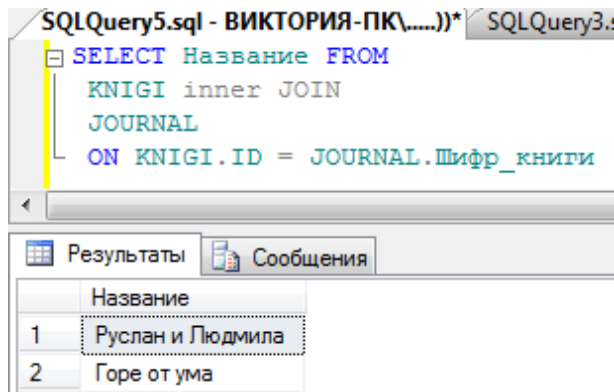 SQLQuery5.sql - ВИКТОРИЯ-ПК\.....))* SQLQuery3.s
SELECT Название FROM
KNIGI inner JOIN
JOURNAL
ON KNIGI.ID = JOURNAL.Шифр_книги
Результаты Сообщения
Название
1 Руслан и Людмила
2 Горе от ума